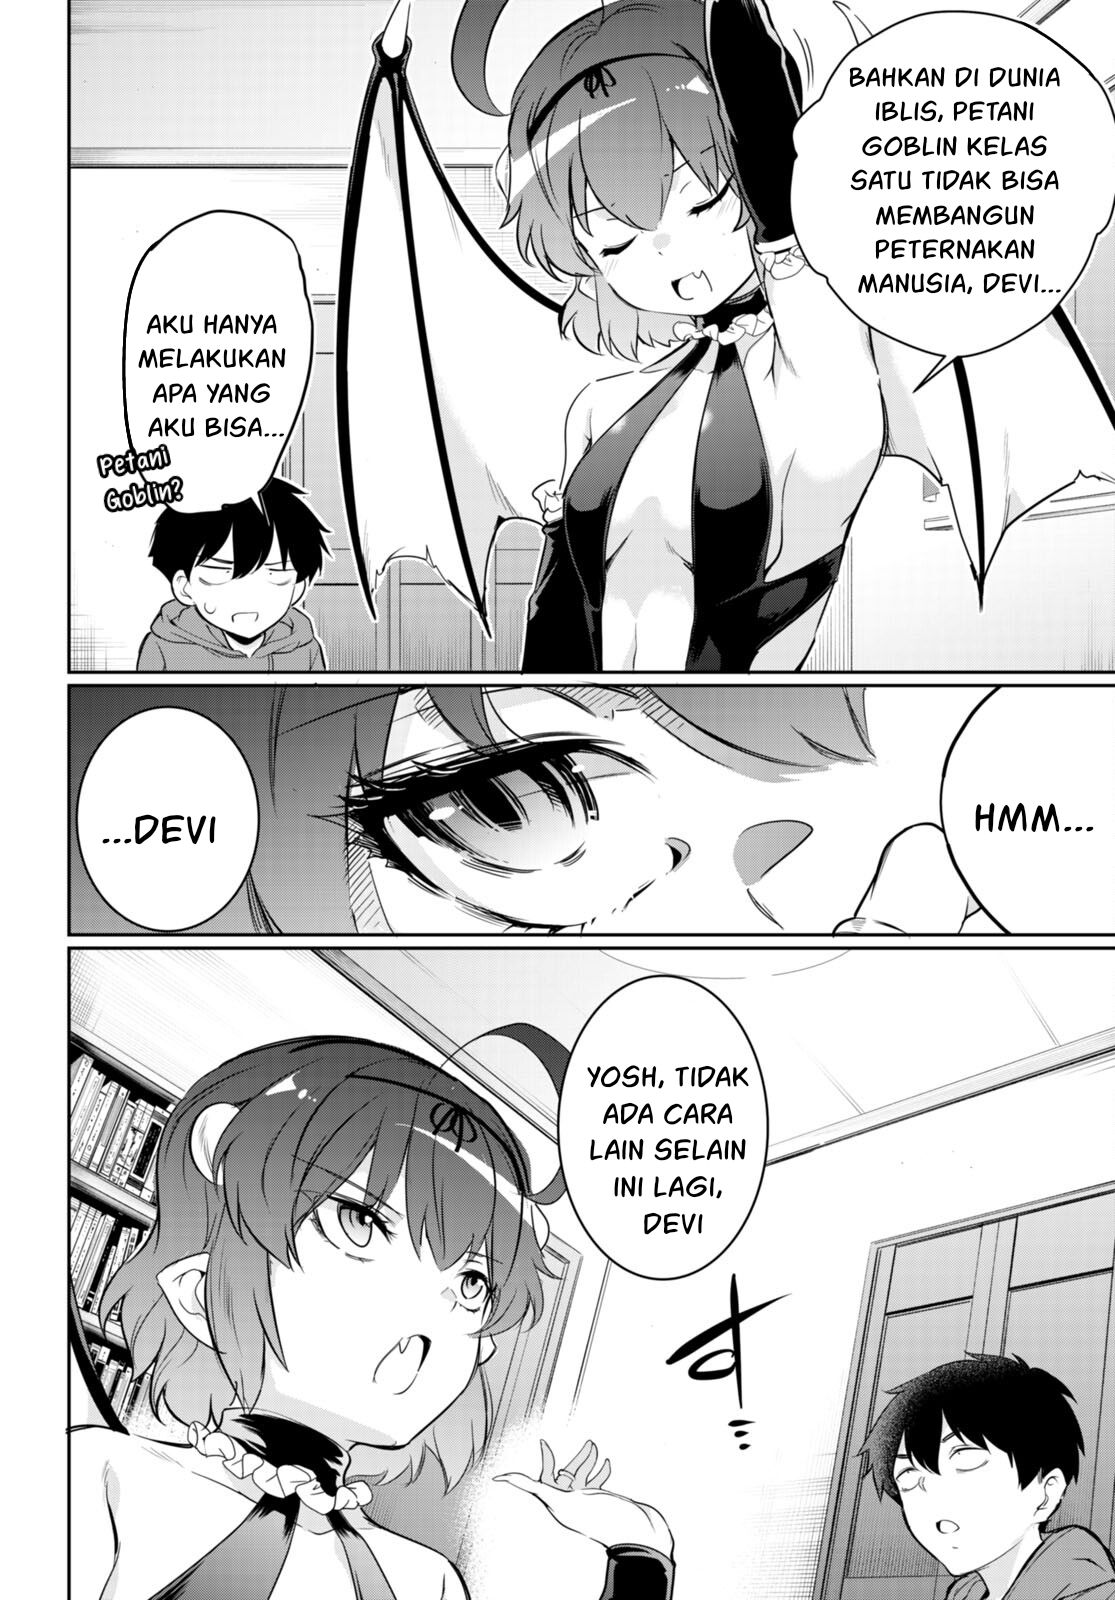 BAHKAN DI DUNIA
IBLIS, PETANI
GOBLIN KELAS
SATU TIDAK BISA
MEMBANGUN
PETERNAKAN
MANUSIA, DEVI...
AKU HANYA
MELAKUKAN
APA YANG
AKU BISA...
Petani
Goblin?
HMM...
...DEVI
YOSH, TIDAK
ADA CARA
LAIN SELAIN
INI LAGI,
DEVI